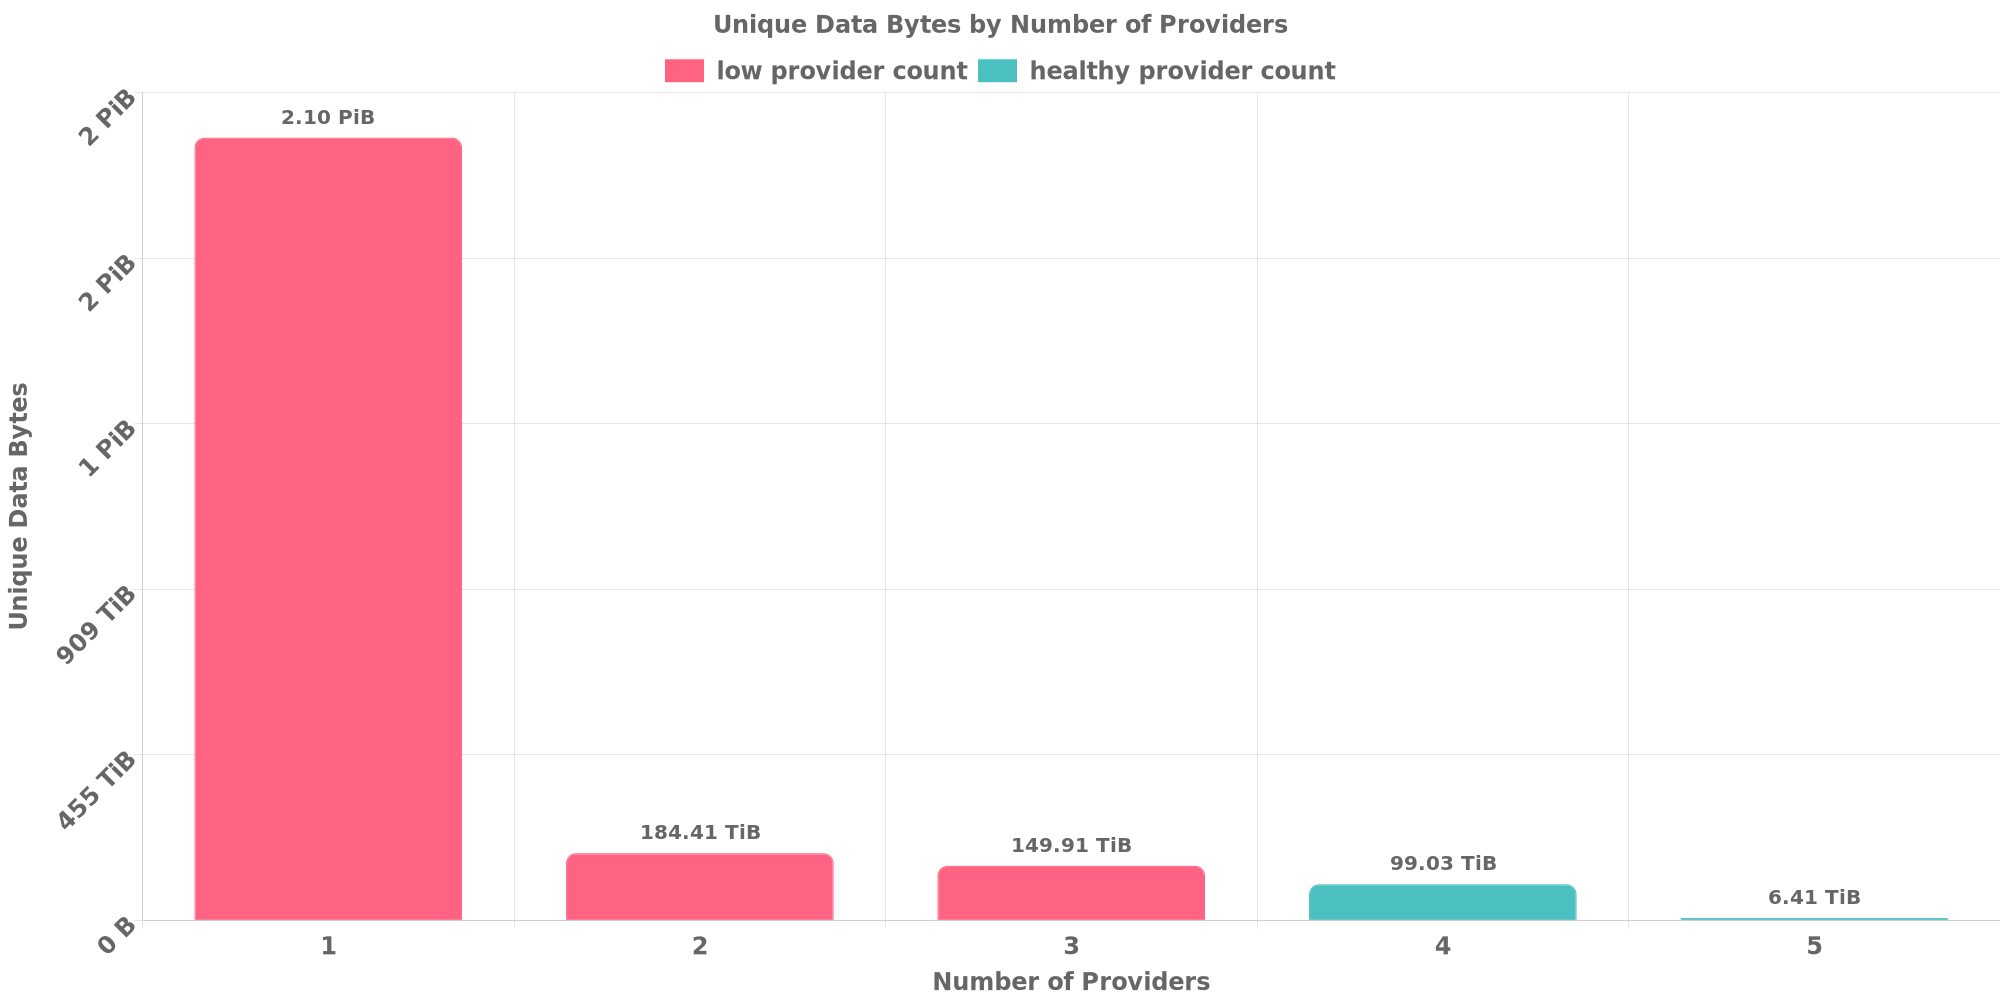 Unique Data Bytes by Number of Providers
low provider count
healthy provider count
2 PiB
2 PiB
1 PiB
909 TiB
455 TiB
0 B
Unique Data Bytes
2.10 PiB
184.41 TiB
149.91 TiB
99.03 TiB
6.41 TiB
1 2 3 4 5
Number of Providers